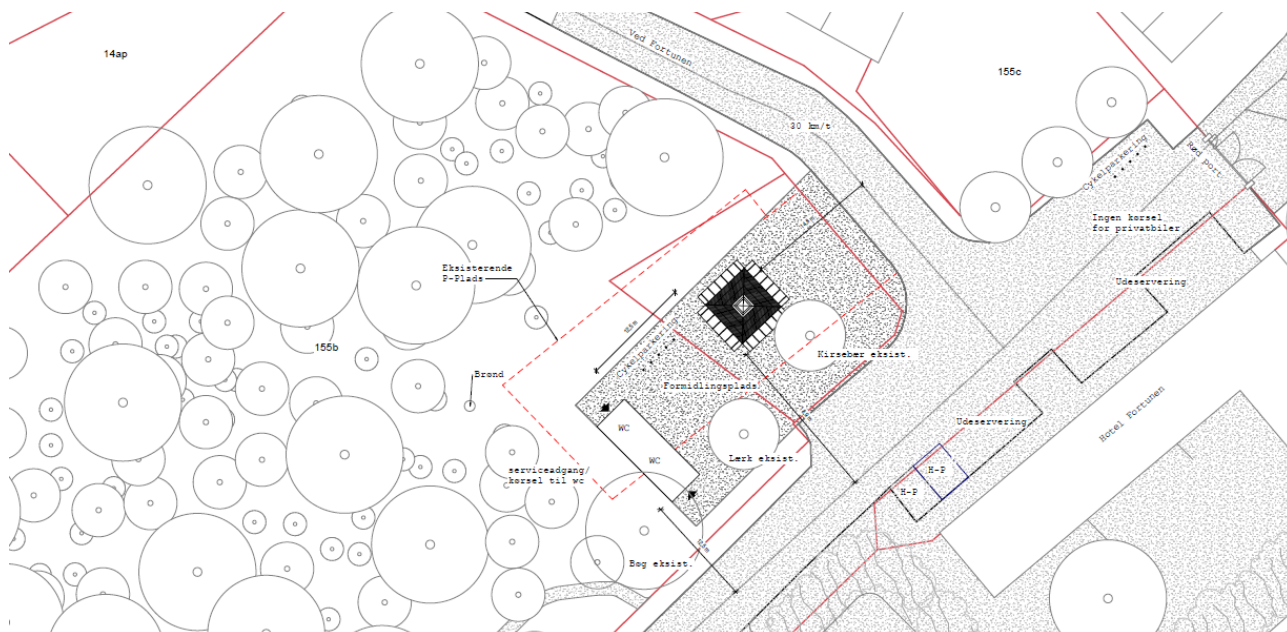 14ap
Ved Fortunen
155c
30 km/t
Cykelparkering
Rød Port
Ingen kørsel
for privatbiler
Udeservering
Eksisterende
P-Plads
155b
Cykelparkering
Kirsebær eksist.
Formidlingsplads
Brønd
Udeservering
Hotel Fortunen
WC
WC
Lærk eksist.
serviceadgang/
kørsel til wc
H-P
H-P
Bøg eksist.